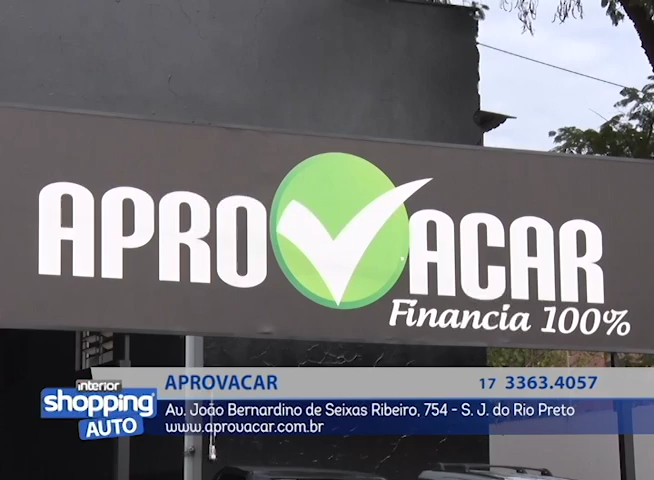 APROVACAR
Financia 100%
interior
shopping
AUTO
APROVACAR 17 3363.4057
Av. João Bernardino de Seixas Ribeiro, 754 - S. J. do Rio Preto
www.aprovacar.com.br